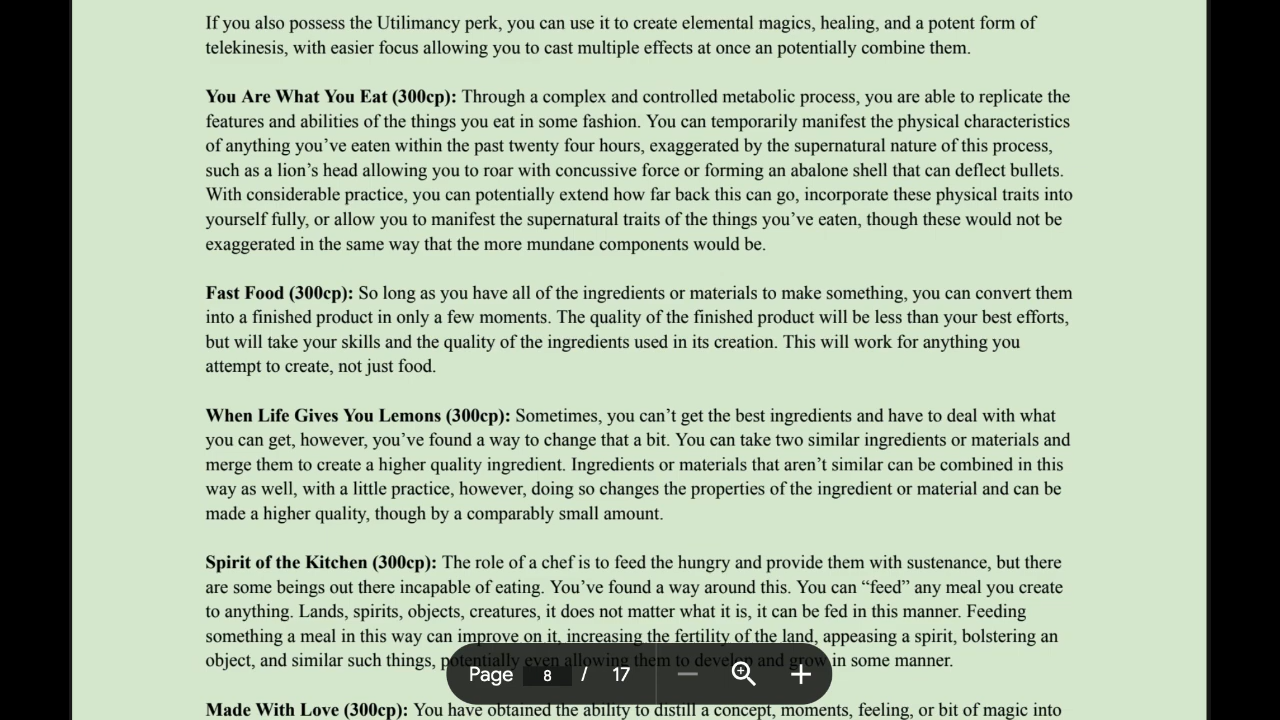 If you also possess the Utilimancy perk, you can use it to create elemental magics, healing, and a potent form of
telekinesis, with easier focus allowing you to cast multiple effects at once an potentially combine them.
You Are What You Eat (300cp): Through a complex and controlled metabolic process, you are able to replicate the
features and abilities of the things you eat in some fashion. You can temporarily manifest the physical characteristics
of anything you’ve eaten within the past twenty four hours, exaggerated by the supernatural nature of this process,
such as a lion’s head allowing you to roar with concussive force or forming an abalone shell that can deflect bullets.
With considerable practice, you can potentially extend how far back this can go, incorporate these physical traits into
yourself fully, or allow you to manifest the supernatural traits of the things you’ve eaten, though these would not be
exaggerated in the same way that the more mundane components would be.
Fast Food (300cp): So long as you have all of the ingredients or materials to make something, you can convert them
into a finished product in only a few moments. The quality of the finished product will be less than your best efforts,
but will take your skills and the quality of the ingredients used in its creation. This will work for anything you
attempt to create, not just food.
When Life Gives You Lemons (300cp): Sometimes, you can’t get the best ingredients and have to deal with what
you can get, however, you’ve found a way to change that a bit. You can take two similar ingredients or materials and
merge them to create a higher quality ingredient. Ingredients or materials that aren’t similar can be combined in this
way as well, with a little practice, however, doing so changes the properties of the ingredient or material and can be
made a higher quality, though by a comparably small amount.
Spirit of the Kitchen (300cp): The role of a chef is to feed the hungry and provide them with sustenance, but there
are some beings out there incapable of eating. You’ve found a way around this. You can “feed” any meal you create
to anything. Lands, spirits, objects, creatures, it does not matter what it is, it can be fed in this manner. Feeding
something a meal in this way can improve on it, increasing the fertility of the land, appeasing a spirit, bolstering an
object, and similar such things, potentially even allowing them to develop and grow in some manner.
Page 8 / 17
Made With Love (300cp): You have obtained the ability to distill a concept, moments, feeling, or bit of magic into